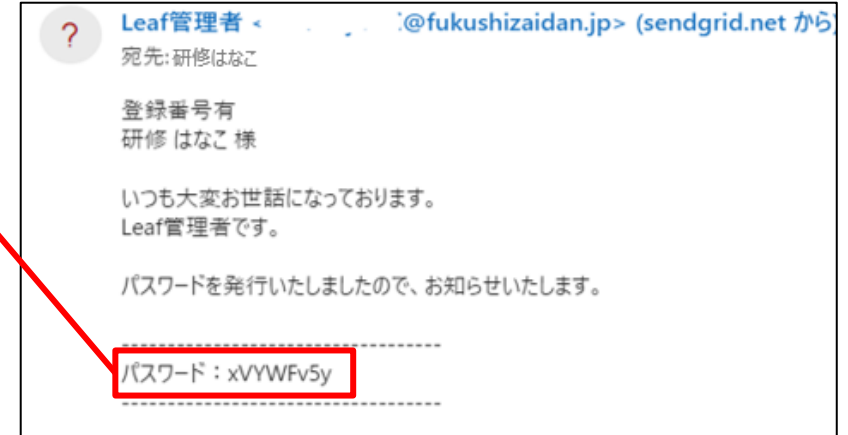 ?
Leaf管理者 < @fukushizaidan.jp> (sendgrid.net から)
宛先: 研修はなこ
登録番号有
研修 はなこ 様
いつも大変お世話になっております。
Leaf管理者です。
パスワードを発行いたしましたので、お知らせいたします。
-----------------------------------
パスワード：xVYWFv5y
-----------------------------------